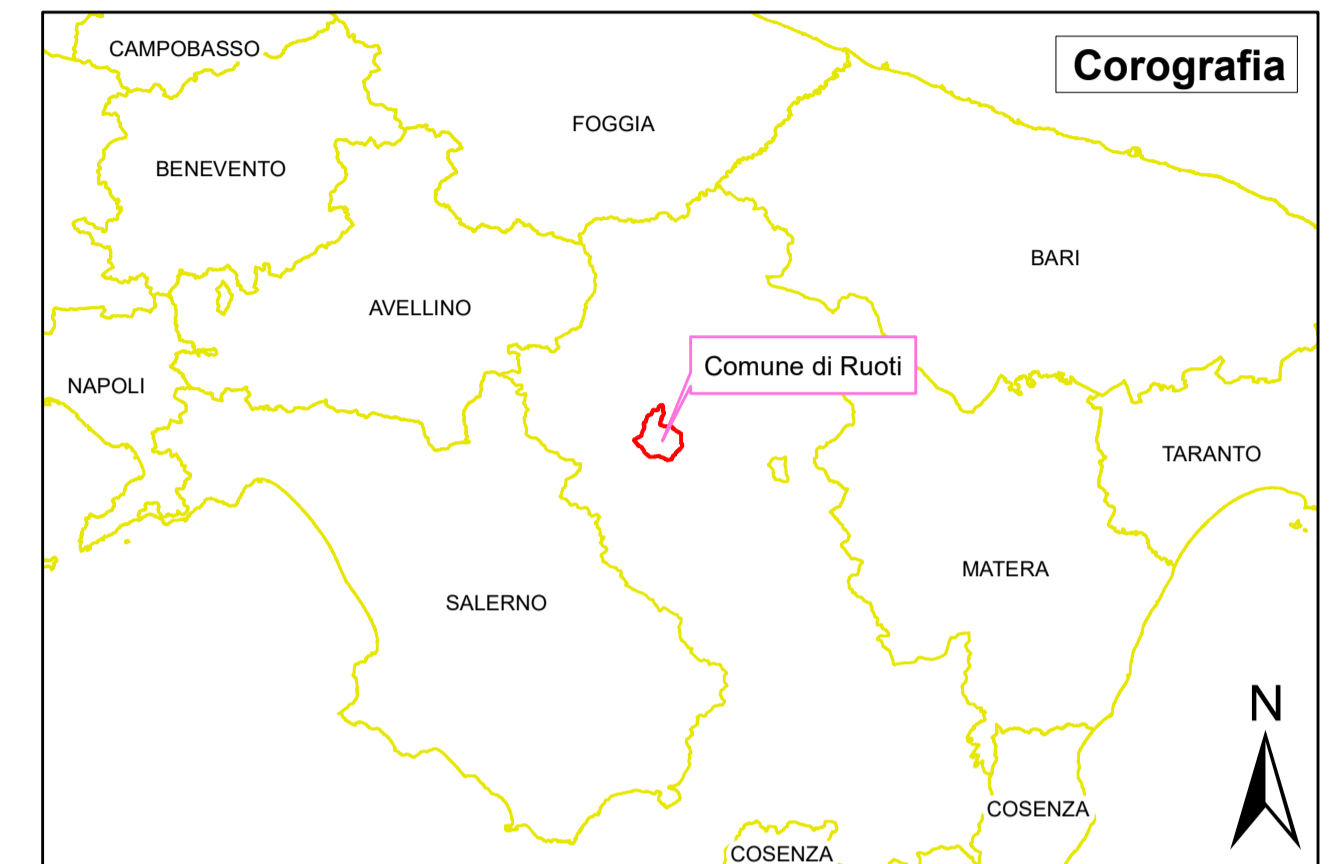 CAMPOBASSO
Corografia
FOGGIA
BENEVENTO
BARI
AVELLINO
Comune di Ruoti
NAPOLI
TARANTO
MATERA
SALERNO
N
COSENZA
COSENZA